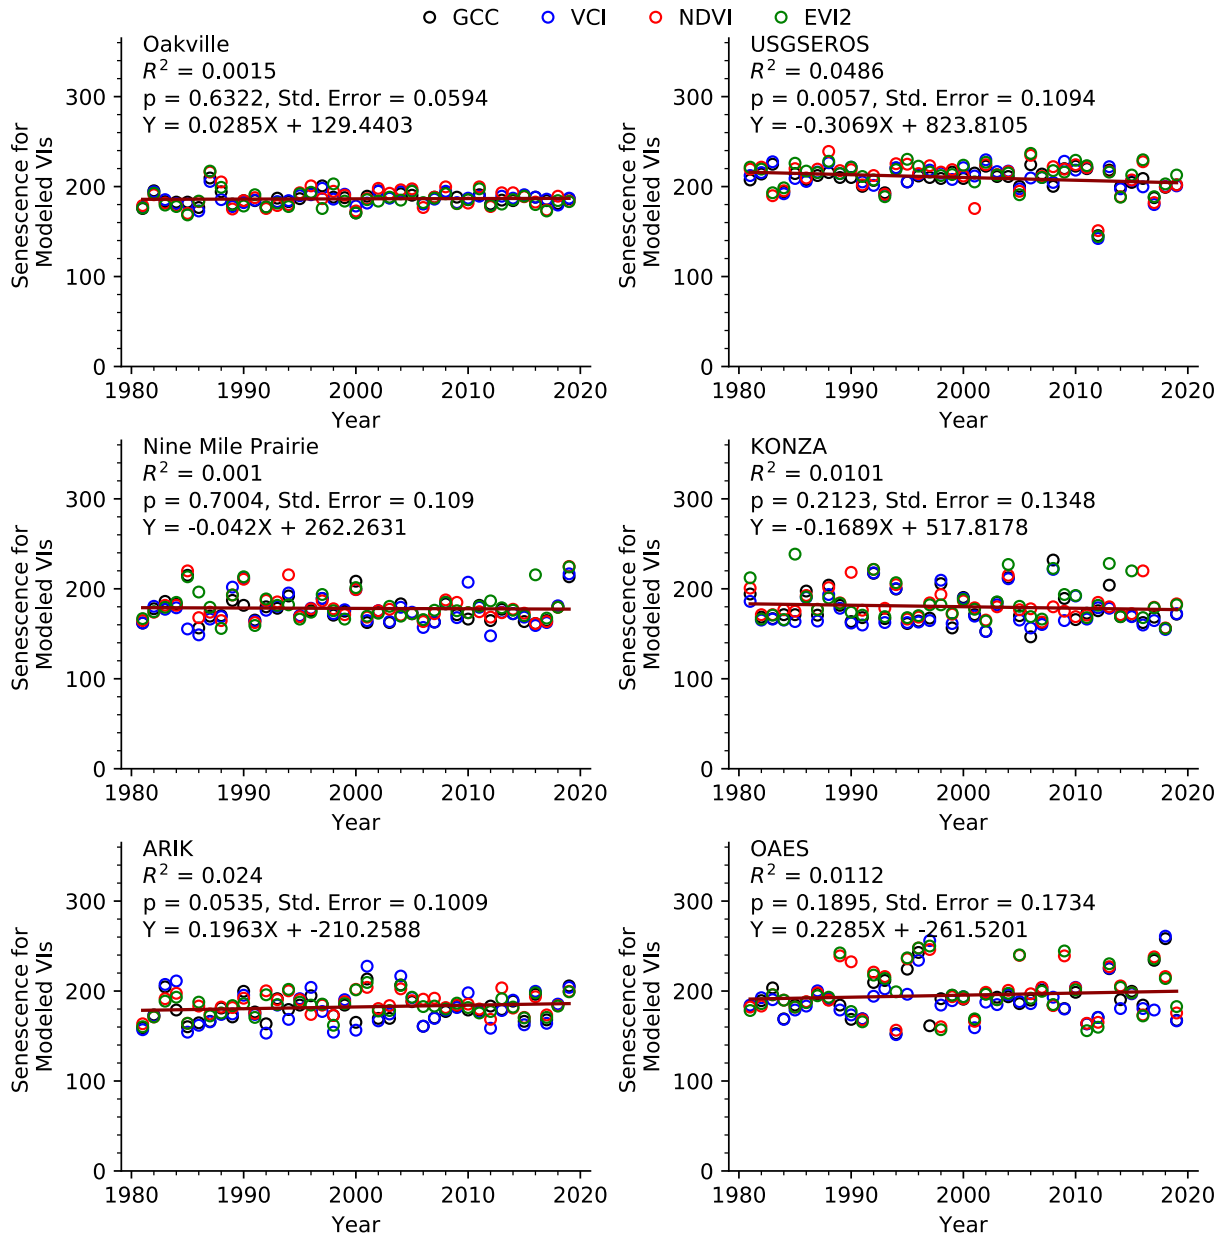 GCC VCI NDVI EVI2
Oakville
R² = 0.0015
p = 0.6322, Std. Error = 0.0594
Y = 0.0285X + 129.4403
Senescence for
Modeled VIs
300
200
100
0
1980 1990 2000 2010 2020
Year
USGSEROS
R² = 0.0486
p = 0.0057, Std. Error = 0.1094
Y = -0.3069X + 823.8105
Senescence for
Modeled VIs
300
200
100
0
1980 1990 2000 2010 2020
Year
Nine Mile Prairie
R² = 0.001
p = 0.7004, Std. Error = 0.109
Y = -0.042X + 262.2631
Senescence for
Modeled VIs
300
200
100
0
1980 1990 2000 2010 2020
Year
KONZA
R² = 0.0101
p = 0.2123, Std. Error = 0.1348
Y = -0.1689X + 517.8178
Senescence for
Modeled VIs
300
200
100
0
1980 1990 2000 2010 2020
Year
ARIK
R² = 0.024
p = 0.0535, Std. Error = 0.1009
Y = 0.1963X + -210.2588
Senescence for
Modeled VIs
300
200
100
0
1980 1990 2000 2010 2020
Year
OAES
R² = 0.0112
p = 0.1895, Std. Error = 0.1734
Y = 0.2285X + -261.5201
Senescence for
Modeled VIs
300
200
100
0
1980 1990 2000 2010 2020
Year